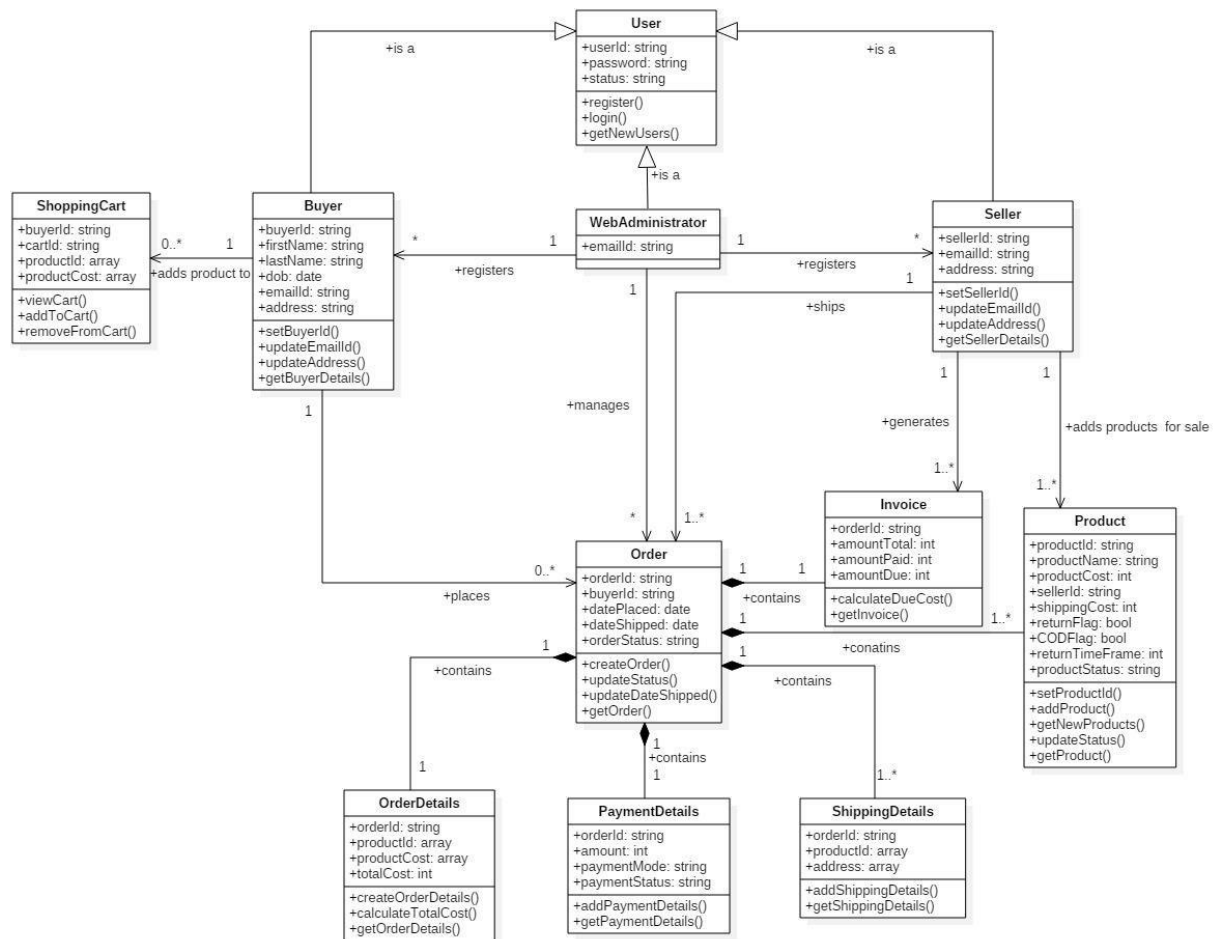 User
+userId: string
+password: string
+status: string
+register()
+login()
+getNewUsers()
+is a
+is a
+is a
ShoppingCart
+buyerId: string
+cartId: string
+productId: array
+productCost: array
+viewCart()
+addToCart()
+removeFromCart()
0..*
1
+adds product to
Buyer
+buyerId: string
+firstName: string
+lastName: string
+dob: date
+emailId: string
+address: string
+setBuyerId()
+updateEmailId()
+updateAddress()
+getBuyerDetails()
*
1
+registers
WebAdministrator
+emailId: string
1
*
+registers
Seller
+sellerId: string
+emailId: string
+address: string
+setSellerId()
+updateEmailId()
+updateAddress()
+getSellerDetails()
1
1
+ships
1
+manages
1
1
+generates
+adds products  for sale
1..*
1..*
*
1..*
0..*
+places
Order
+orderId: string
+buyerId: string
+datePlaced: date
+dateShipped: date
+orderStatus: string
+createOrder()
+updateStatus()
+updateDateShipped()
+getOrder()
1
1
+contains
Invoice
+orderId: string
+amountTotal: int
+amountPaid: int
+amountDue: int
+calculateDueCost()
+getInvoice()
1
1..*
+conatins
Product
+productId: string
+productName: string
+productCost: int
+sellerId: string
+shippingCost: int
+returnFlag: bool
+CODFlag: bool
+returnTimeFrame: int
+productStatus: string
+setProductId()
+addProduct()
+getNewProducts()
+updateStatus()
+getProduct()
1
+contains
1
1
+contains
1..*
1
+contains
1
OrderDetails
+orderId: string
+productId: array
+productCost: array
+totalCost: int
+createOrderDetails()
+calculateTotalCost()
+getOrderDetails()
PaymentDetails
+orderId: string
+amount: int
+paymentMode: string
+paymentStatus: string
+addPaymentDetails()
+getPaymentDetails()
ShippingDetails
+orderId: string
+productId: array
+address: array
+addShippingDetails()
+getShippingDetails()